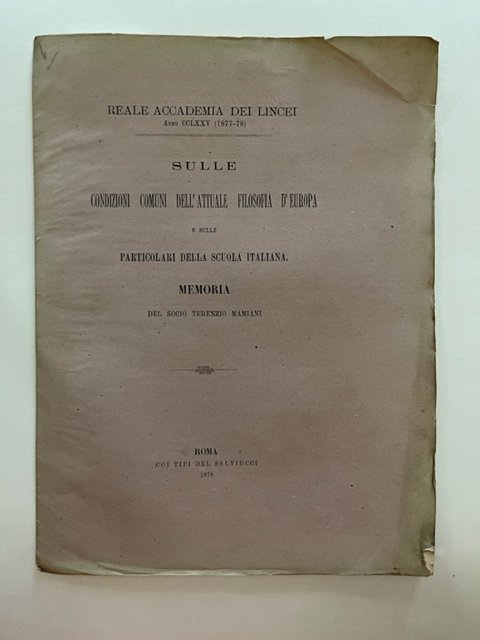 REALE ACCADEMIA DEI LINCEI
ANNO CCLXXV (1877-78)
SULLE
CONDIZIONI COMUNI DELL'ATTUALE FILOSOFIA D'EUROPA
E SULLE
PARTICOLARI DELLA SCUOLA ITALIANA.
MEMORIA
DEL SOCIO TERENZIO MAMIANI
ROMA
COI TIPI DEL SALVIUCCI